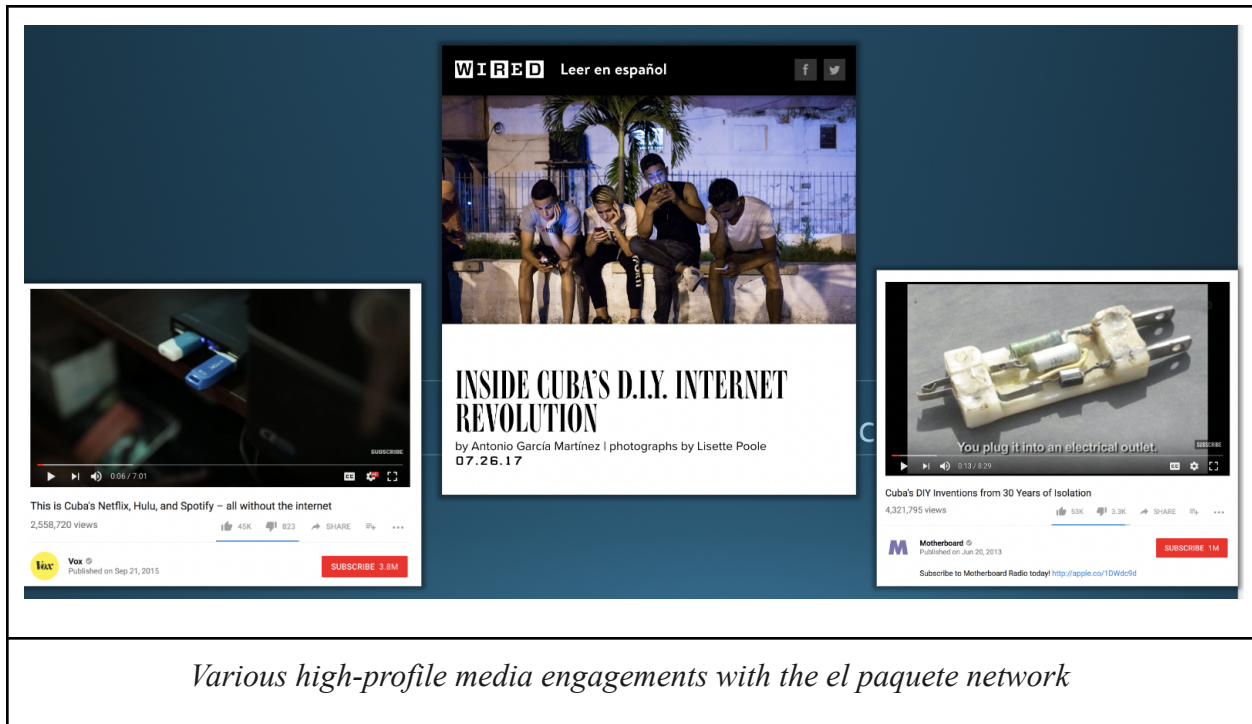 WIRED Leer en español
INSIDE CUBA'S D.I.Y. INTERNET
REVOLUTION
by Antonio García Martínez | photographs by Lisette Poole
07.26.17
SUBSCRIBE
0:06 / 7:01
CC
This is Cuba's Netflix, Hulu, and Spotify – all without the internet
2,558,720 views
45K 823 SHARE
Vox
Vox
Published on Sep 21, 2015
SUBSCRIBE 3.8M
C
You plug it into an electrical outlet.
SUBSCRIBE
0:13 / 8:29
CC
Cuba's DIY Inventions from 30 Years of Isolation
4,321,795 views
53K 3.3K SHARE
M
Motherboard
Published on Jun 20, 2013
SUBSCRIBE 1M
Subscribe to Motherboard Radio today! http://apple.co/1DWdc9d
Various high-profile media engagements with the el paquete network